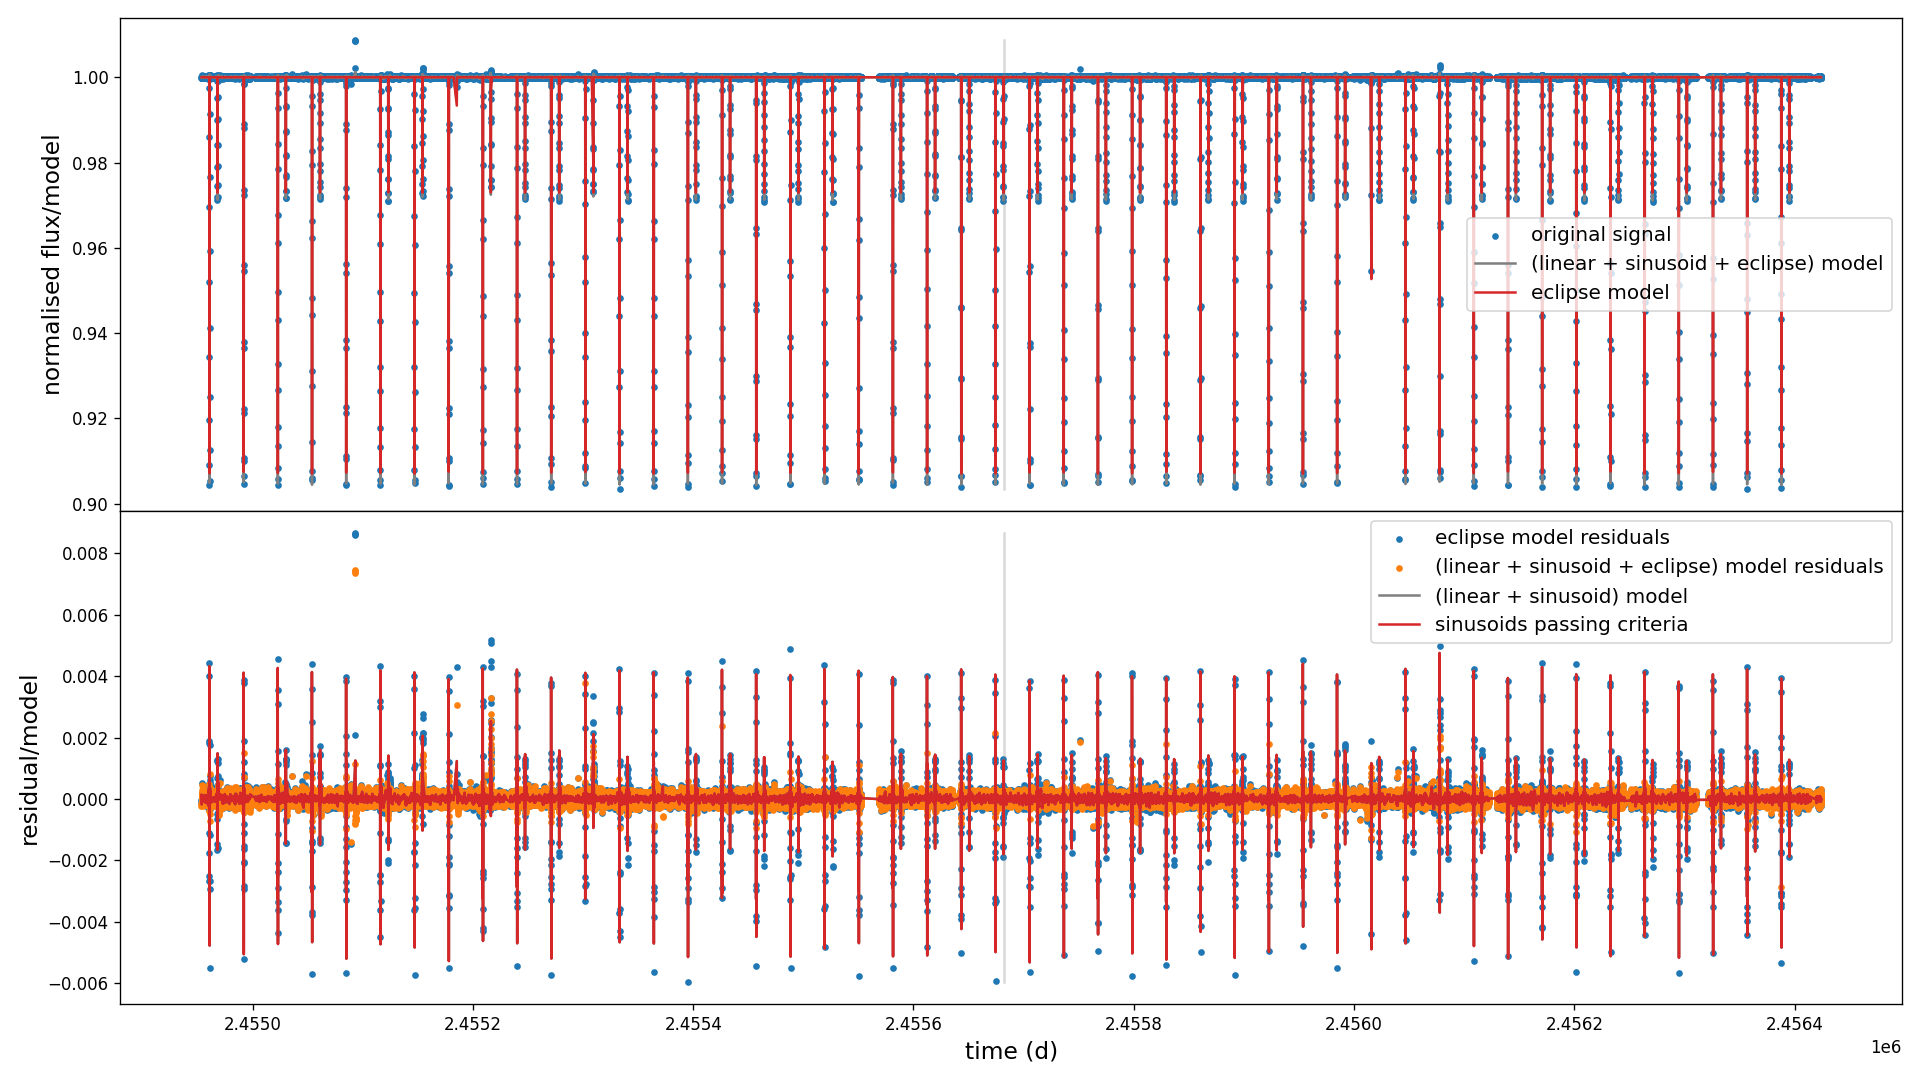 normalised flux/model
1.00
0.98
0.96
0.94
0.92
0.90
original signal
(linear + sinusoid + eclipse) model
eclipse model
residual/model
0.008
0.006
0.004
0.002
0.000
−0.002
−0.004
−0.006
eclipse model residuals
(linear + sinusoid + eclipse) model residuals
(linear + sinusoid) model
sinusoids passing criteria
2.4550
2.4552
2.4554
2.4556
2.4558
2.4560
2.4562
2.4564
1e6
time (d)